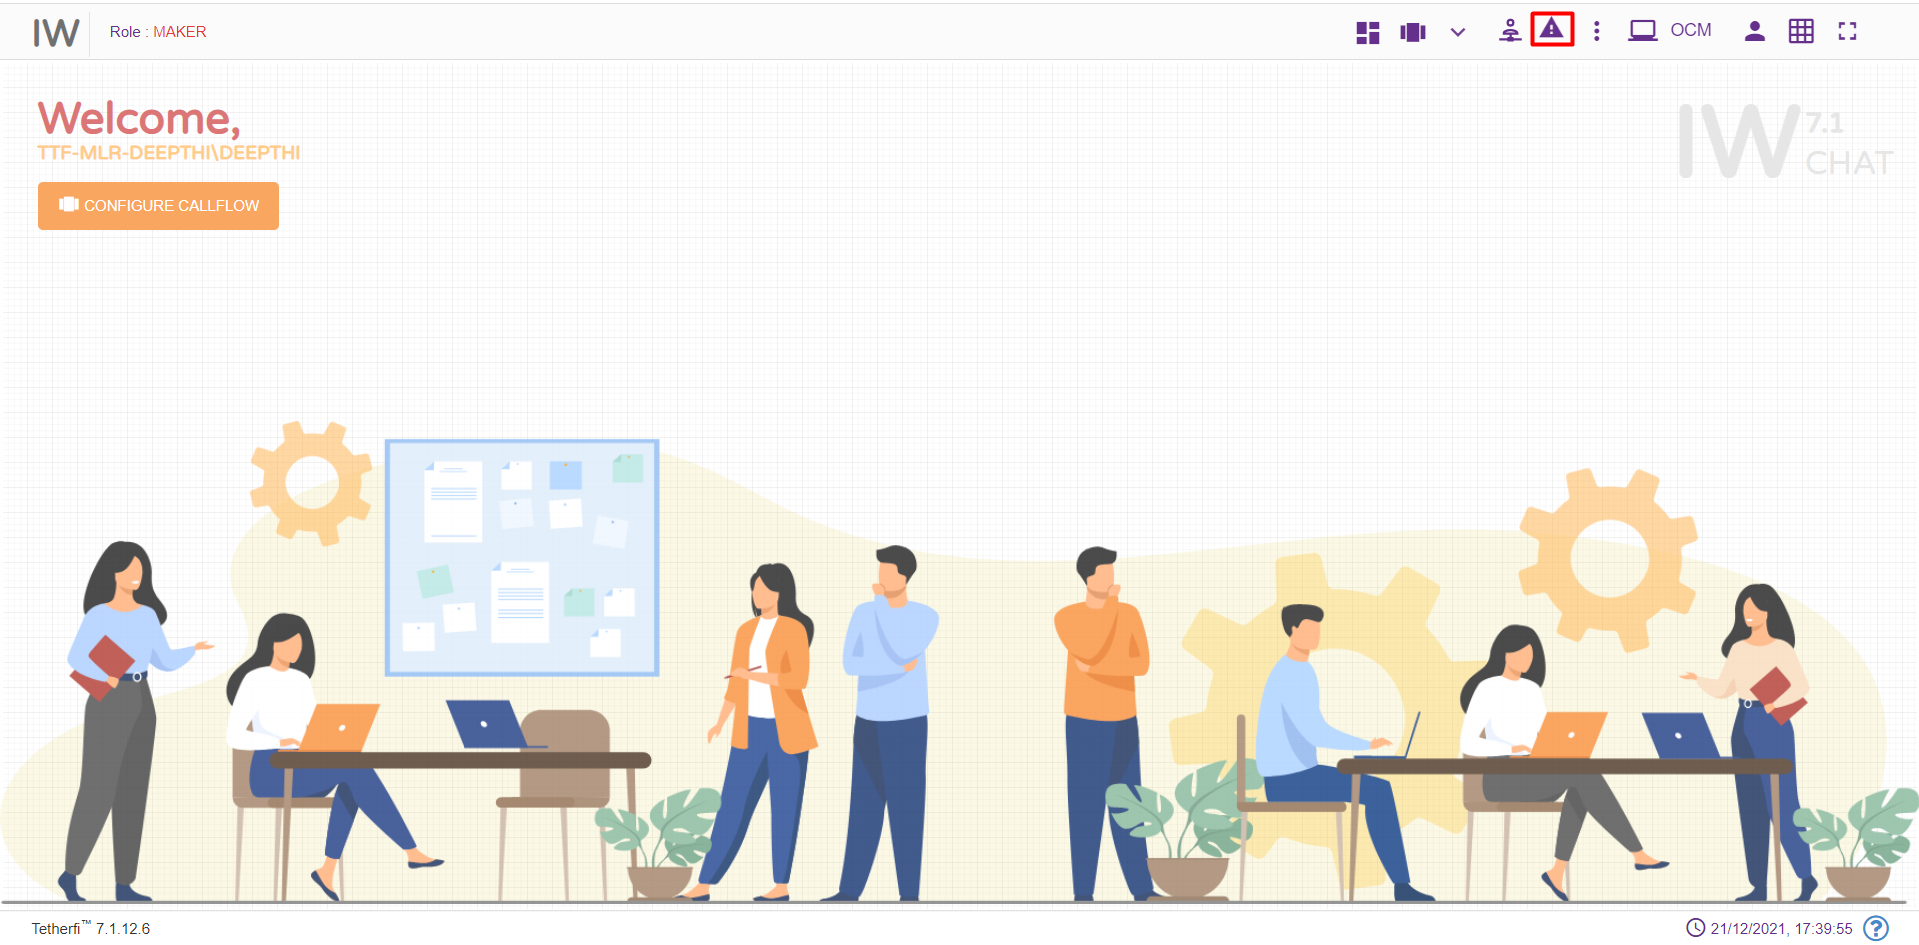 IW
Role : MAKER
OCM
Welcome,
TTF-MLR-DEEPTHI\DEEPTHI
CONFIGURE CALLFLOW
IW 7.1
CHAT
Tetherfi™ 7.1.12.6
21/12/2021, 17:39:55
?